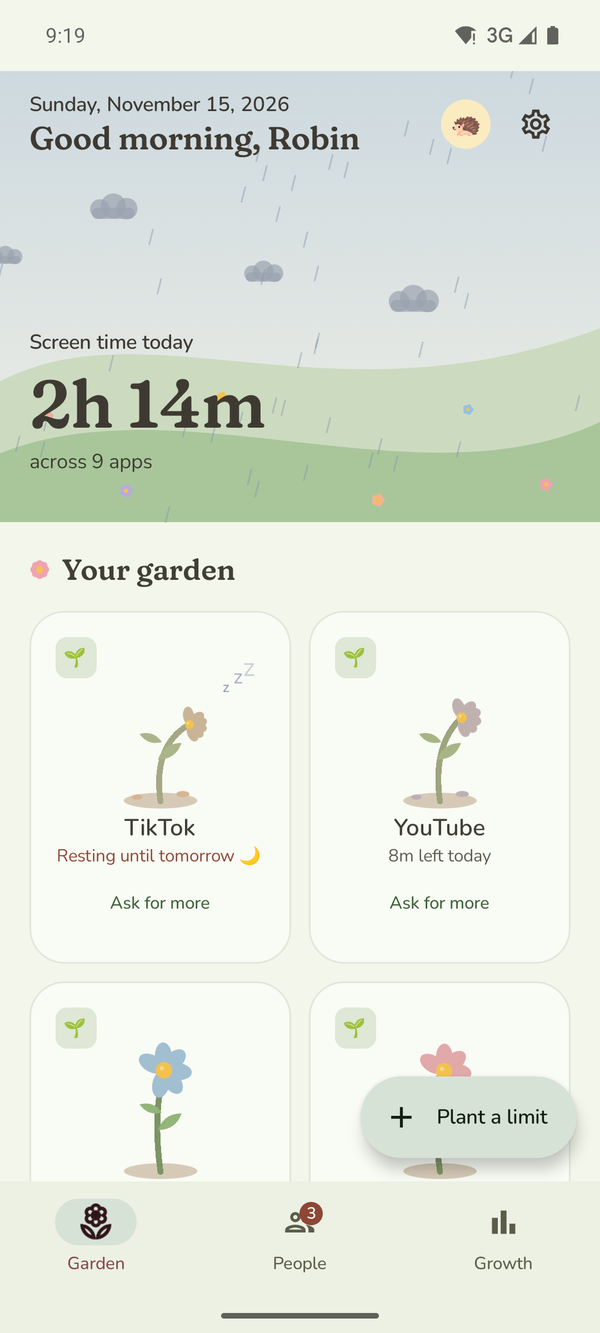 9:19
3G
Sunday, November 15, 2026
Good morning, Robin
Screen time today
2h 14m
across 9 apps
Your garden
z z Z
TikTok
Resting until tomorrow 🌙
Ask for more
YouTube
8m left today
Ask for more
Plant a limit
3
Garden
People
Growth